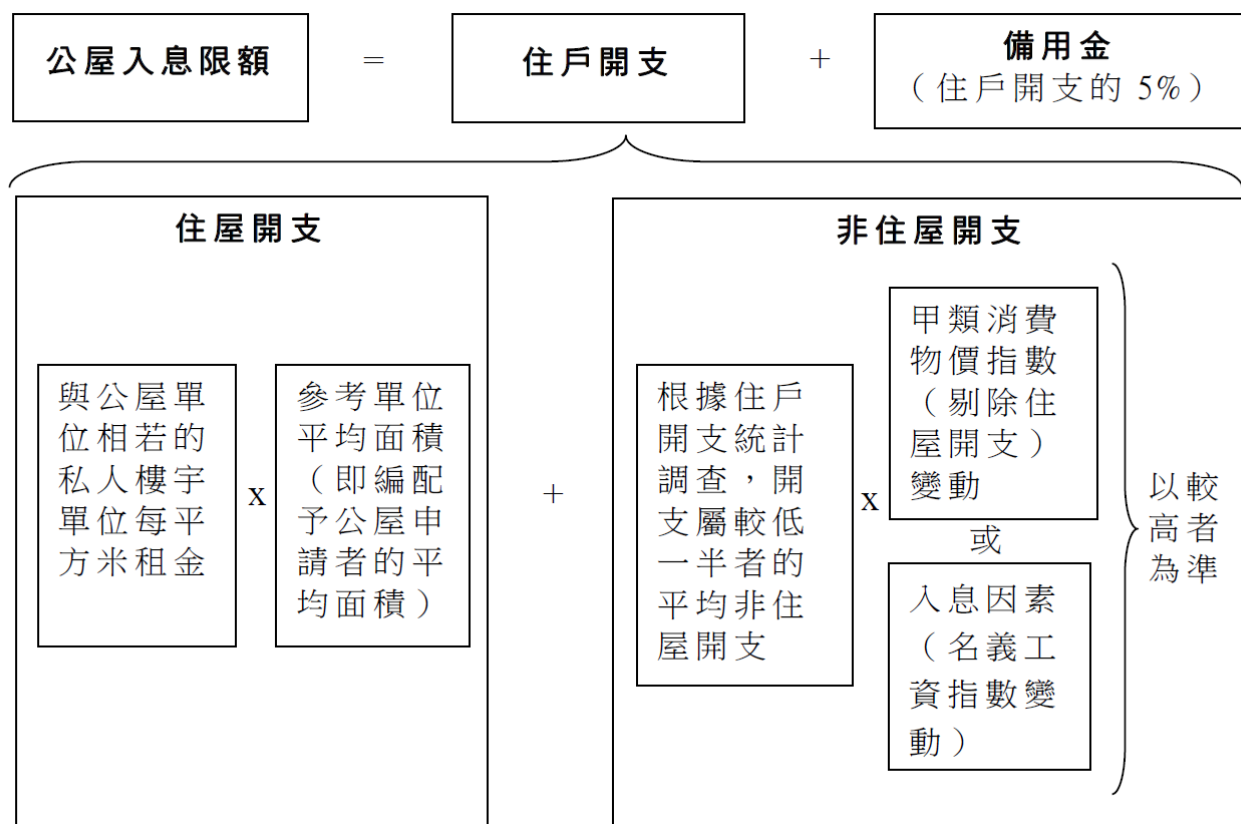 公屋入息限額
=
住戶開支
+
備用金
（住戶開支的 5%）
住屋開支
與公屋單
位相若的
私人樓宇
單位每平
方米租金
x
參考單位
平均面積
（即編配
予公屋申
請者的平
均面積）
+
非住屋開支
根據住戶
開支統計
調查，開
支屬較低
一半者的
平均非住
屋開支
x
甲類消費
物價指數
（剔除住
屋開支）
變動
或
入息因素
（名義工
資指數變
動）
以較
高者
為準